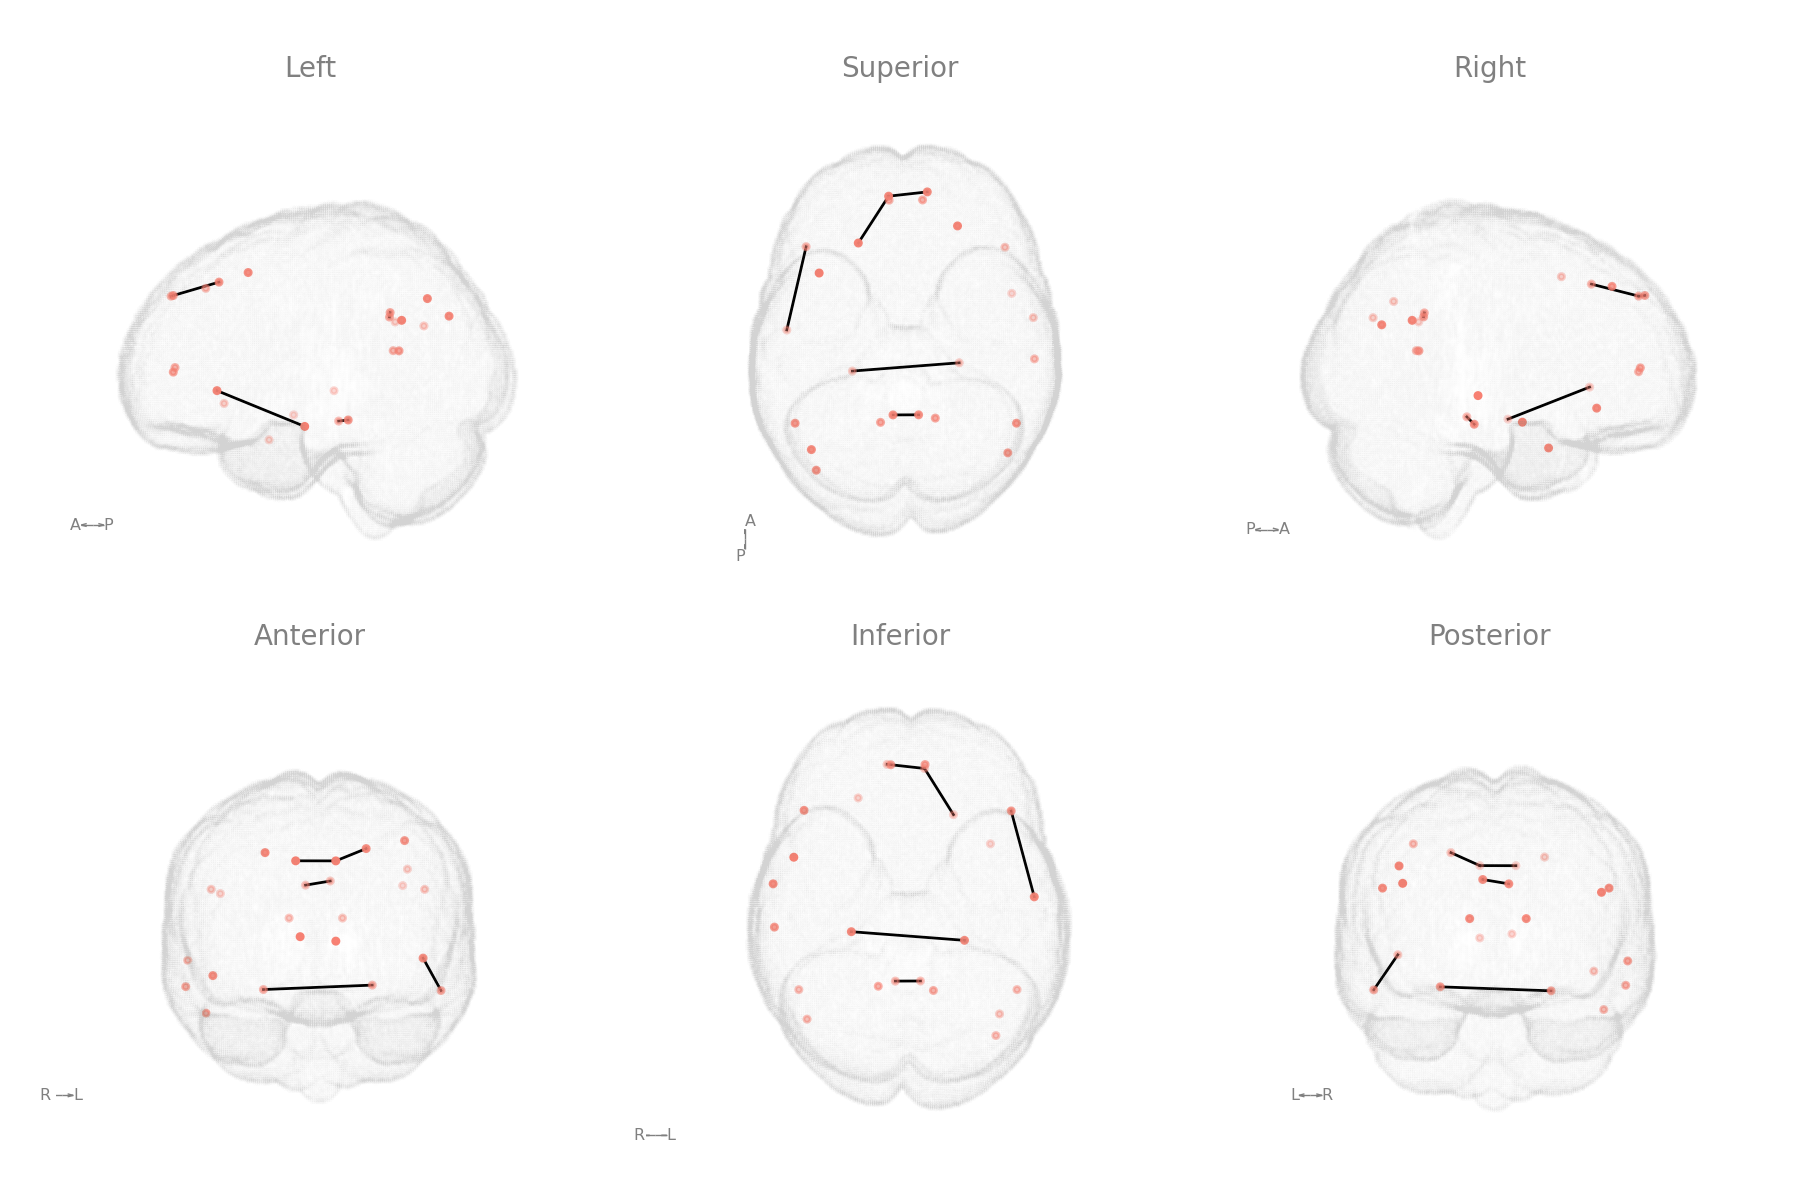 Left
Superior
Right
A
A P
P
P A
Anterior
Inferior
Posterior
R L
L R
R L